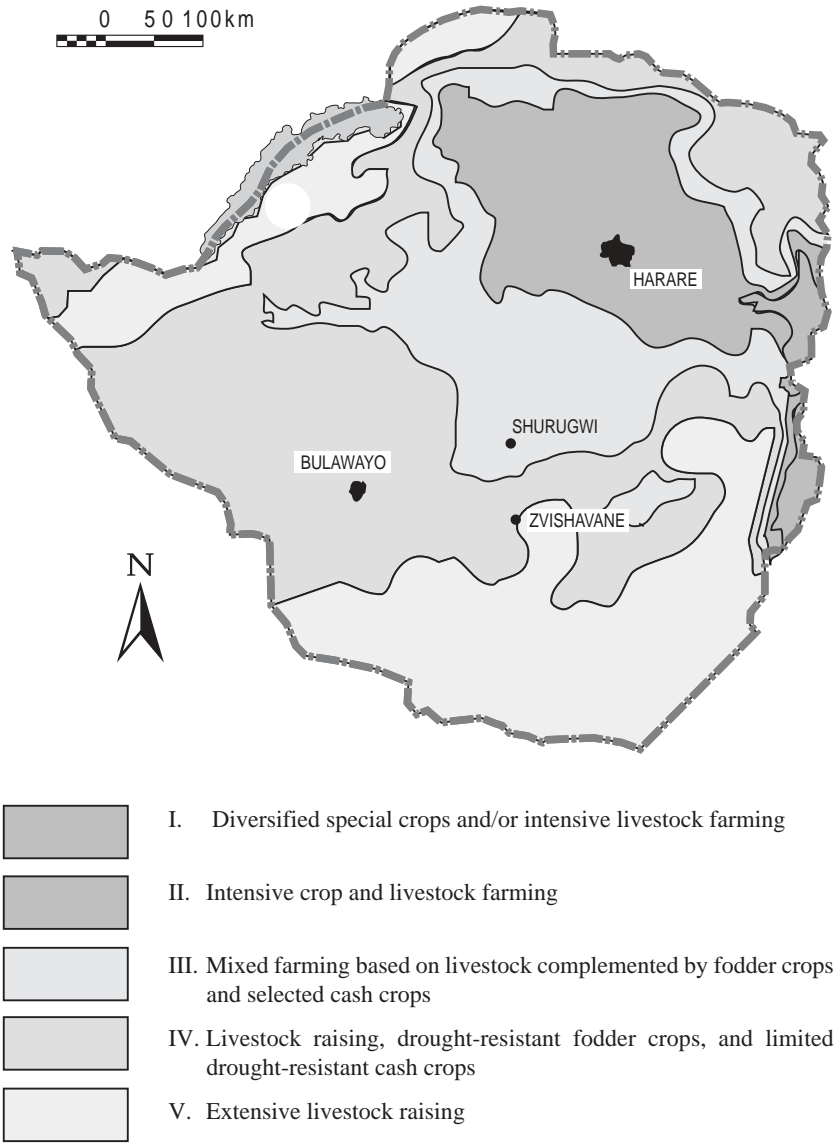 0 50 100km
HARARE
SHURUGWI
BULAWAYO
ZVISHAVANE
N
I. Diversified special crops and/or intensive livestock farming
II. Intensive crop and livestock farming
III. Mixed farming based on livestock complemented by fodder crops
and selected cash crops
IV. Livestock raising, drought-resistant fodder crops, and limited
drought-resistant cash crops
V. Extensive livestock raising